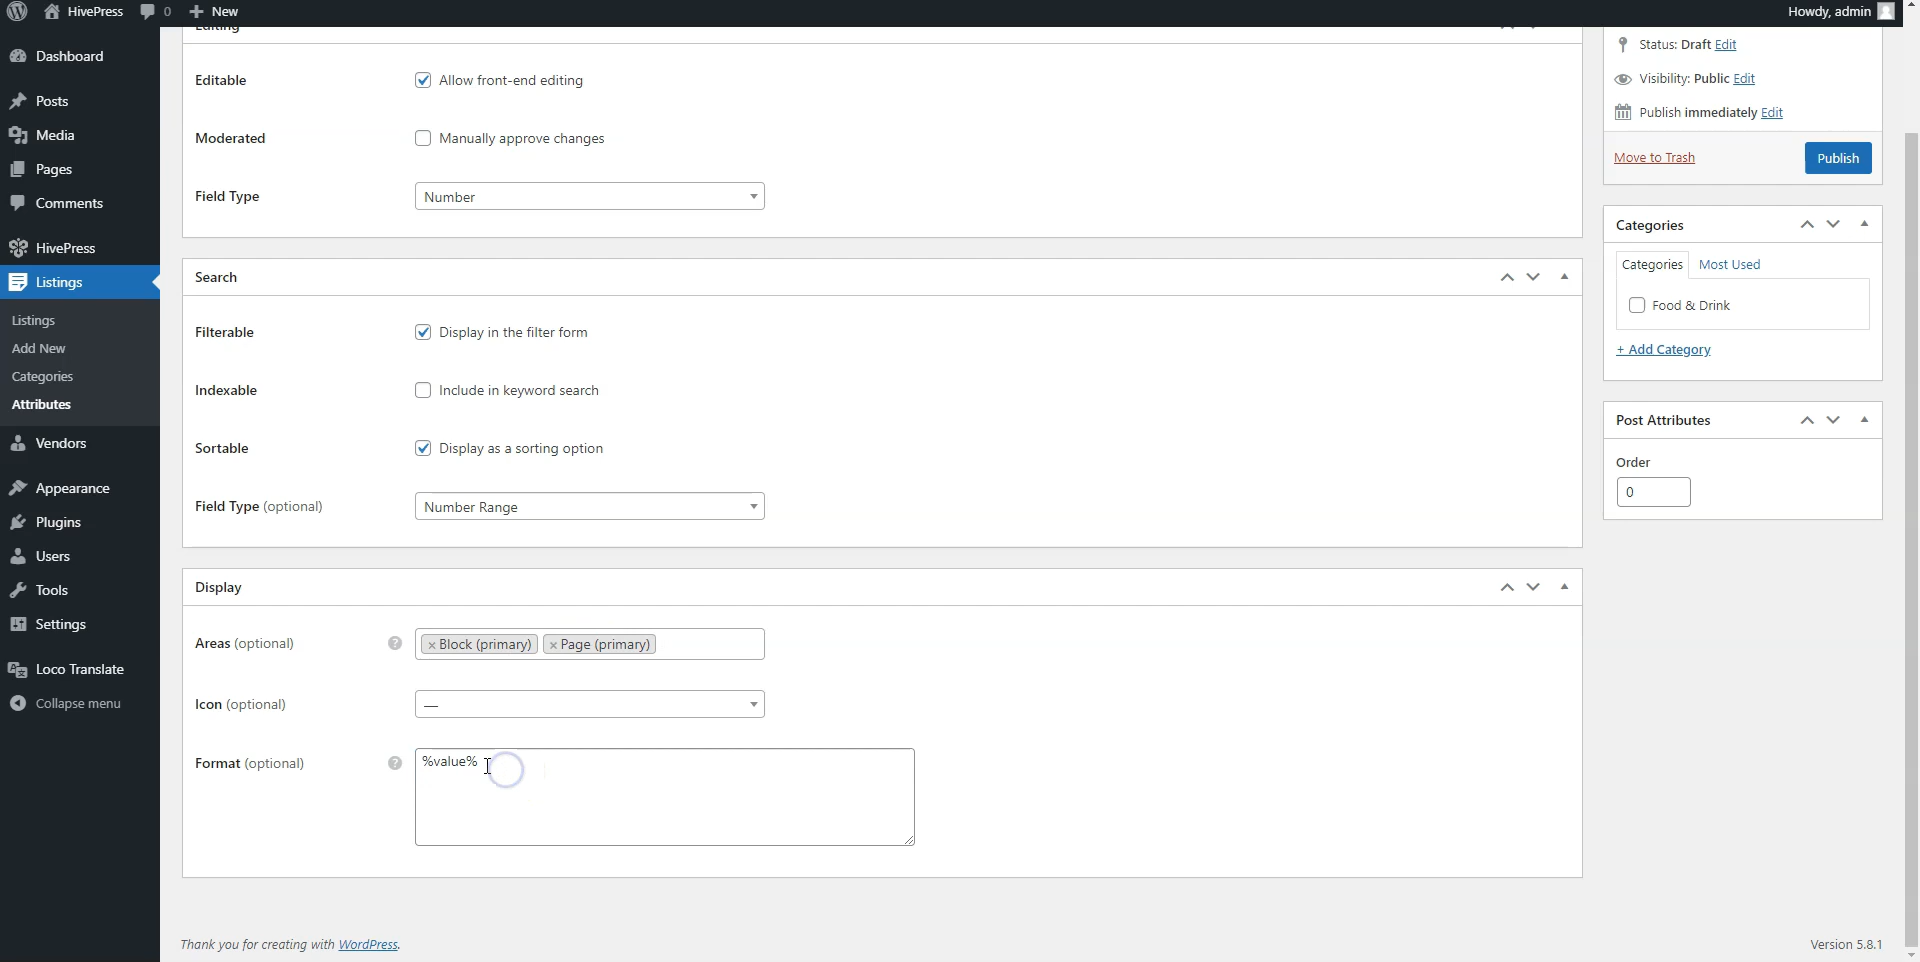 HivePress
0
New
Howdy, admin
Dashboard
Posts
Media
Pages
Comments
HivePress
Listings
Listings
Add New
Categories
Attributes
Vendors
Appearance
Plugins
Users
Tools
Settings
Loco Translate
Collapse menu
Editing
Editable
Allow front-end editing
Moderated
Manually approve changes
Field Type
Number
Search
Filterable
Display in the filter form
Indexable
Include in keyword search
Sortable
Display as a sorting option
Field Type (optional)
Number Range
Display
Areas (optional)
?
× Block (primary) × Page (primary)
Icon (optional)
—
Format (optional)
?
%value%
Status: Draft Edit
Visibility: Public Edit
Publish immediately Edit
Move to Trash
Publish
Categories
Categories Most Used
Food & Drink
+ Add Category
Post Attributes
Order
0
Thank you for creating with WordPress.
Version 5.8.1